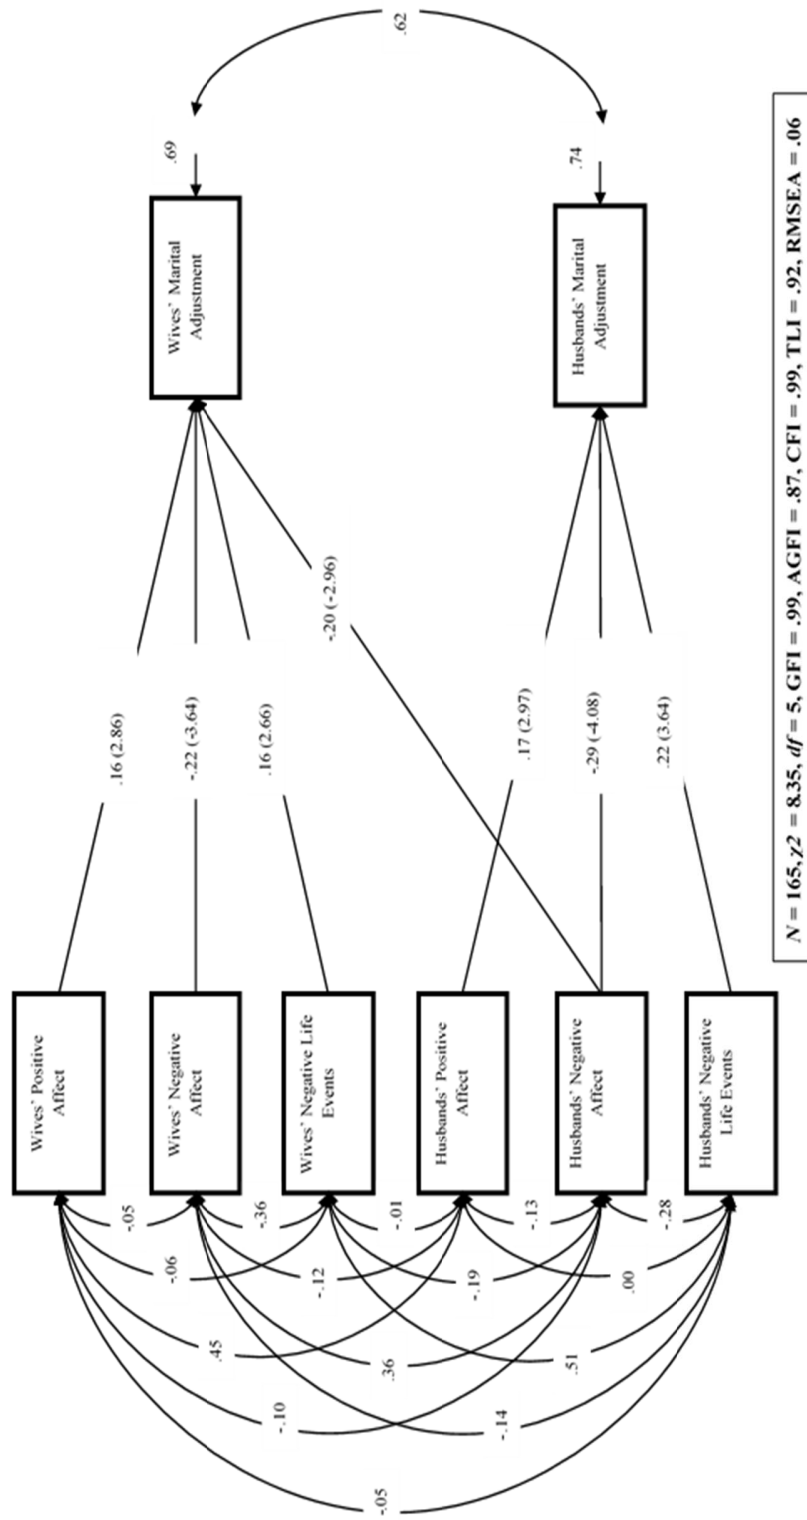 Wives' Positive
Affect
Wives' Negative
Affect
Wives' Negative Life
Events
Husbands' Positive
Affect
Husbands' Negative
Affect
Husbands' Negative
Life Events
-.05
-.36
-.01
-.13
-.28
-.06
-.12
-.19
.00
.45
.36
.51
-.10
-.14
-.05
.16 (2.86)
-.22 (-3.64)
.16 (2.66)
-.20 (-2.96)
.17 (2.97)
-.29 (-4.08)
.22 (3.64)
Wives' Marital
Adjustment
Husbands' Marital
Adjustment
.69
.74
.62
N = 165, χ2 = 8.35, df = 5, GFI = .99, AGFI = .87, CFI = .99, TLI = .92, RMSEA = .06